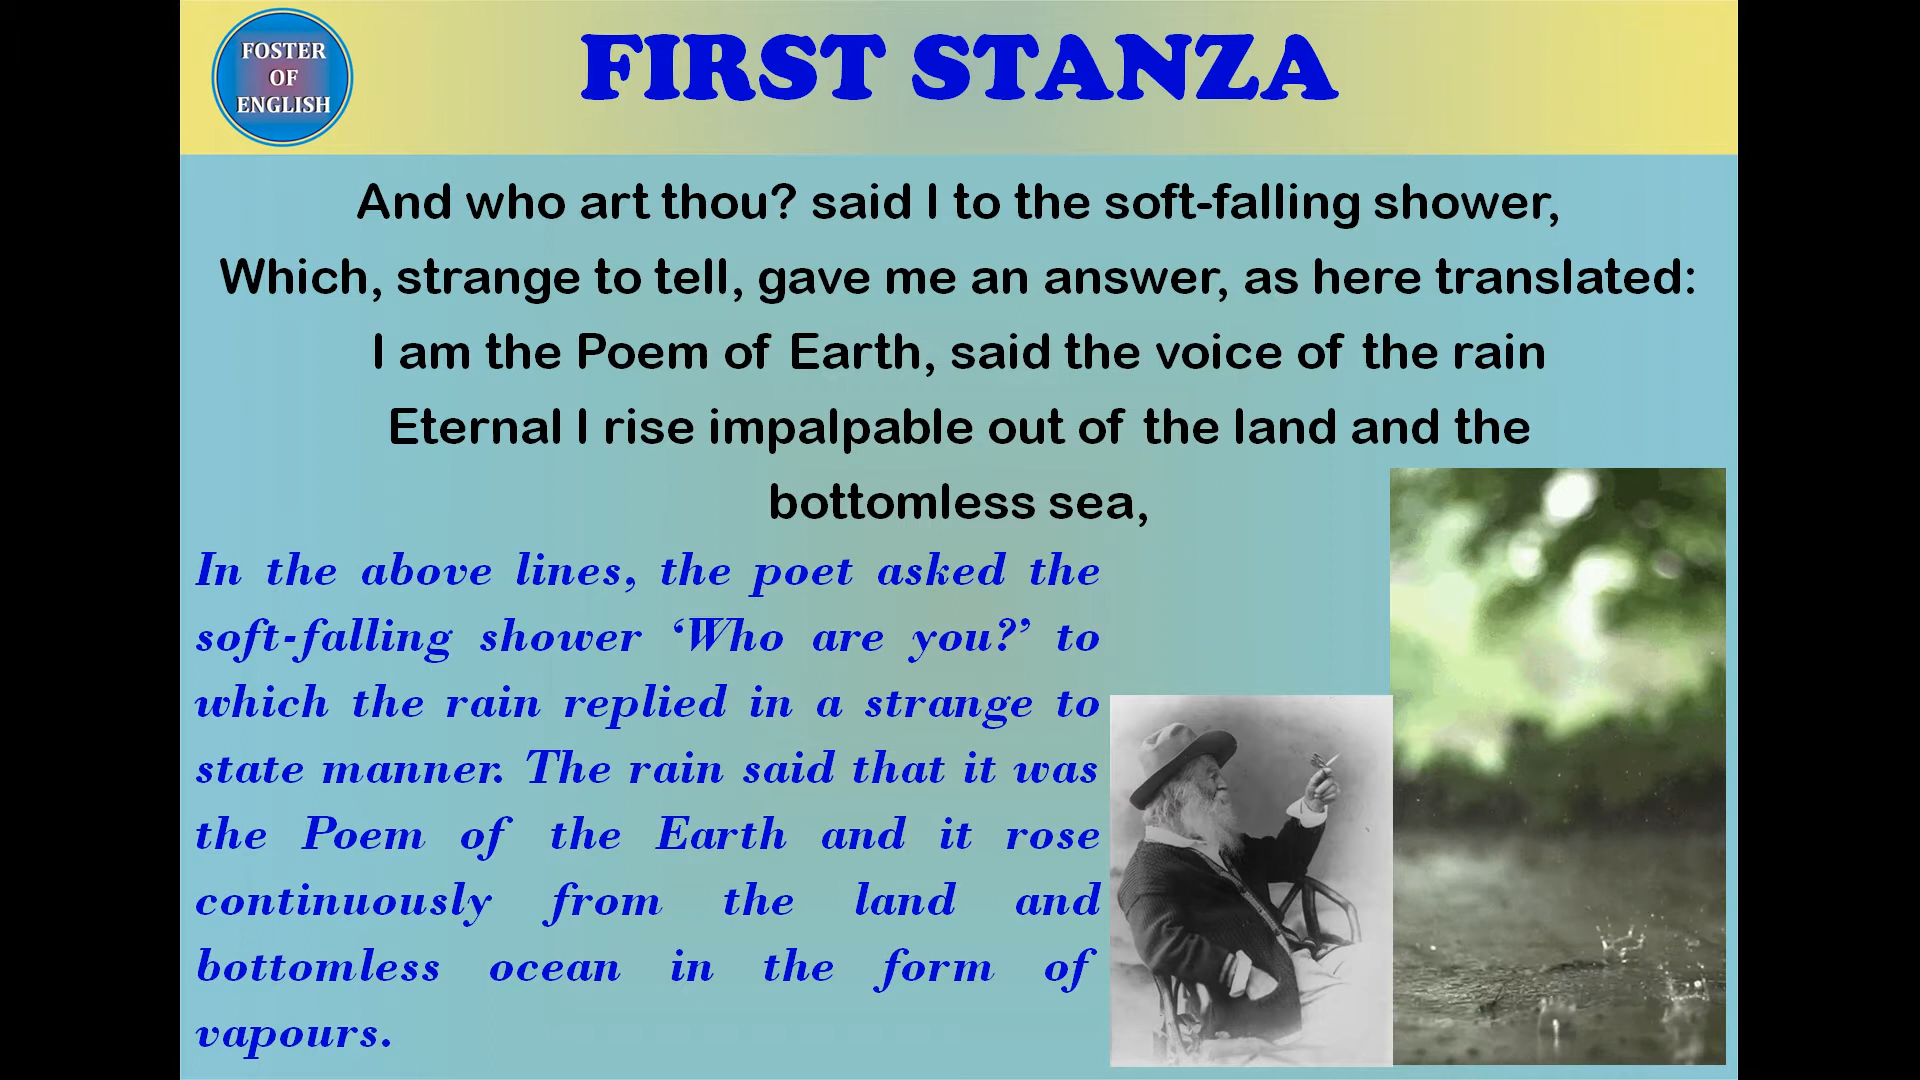 FOSTER
OF
ENGLISH
FIRST STANZA
And who art thou? said I to the soft-falling shower,
Which, strange to tell, gave me an answer, as here translated:
I am the Poem of Earth, said the voice of the rain
Eternal I rise impalpable out of the land and the
bottomless sea,
In the above lines, the poet asked the
soft-falling shower ‘Who are you?’ to
which the rain replied in a strange to
state manner. The rain said that it was
the Poem of the Earth and it rose
continuously from the land and
bottomless ocean in the form of
vapours.